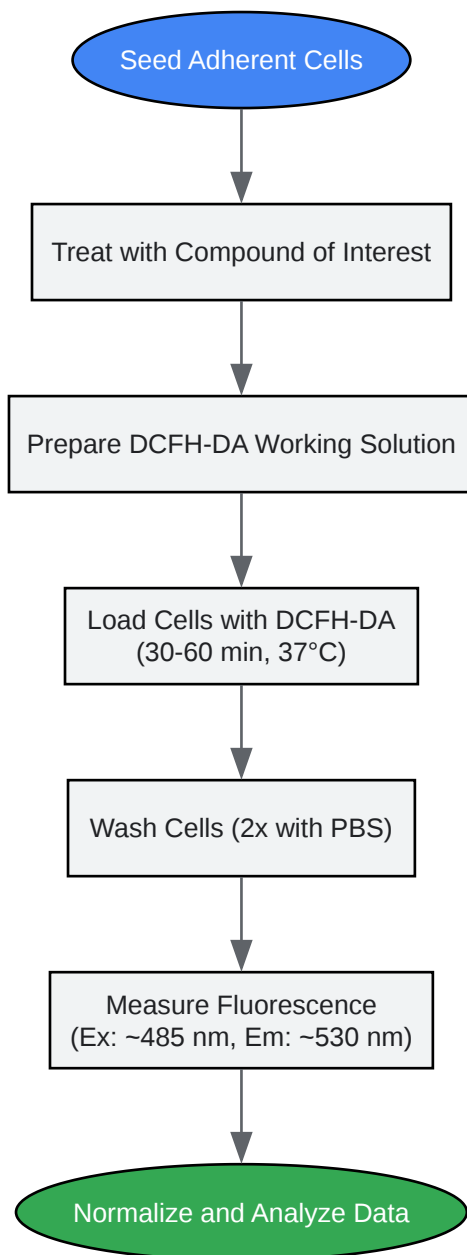 Seed Adherent Cells
Treat with Compound of Interest
Prepare DCFH-DA Working Solution
Load Cells with DCFH-DA
(30-60 min, 37°C)
Wash Cells (2x with PBS)
Measure Fluorescence
(Ex: ~485 nm, Em: ~530 nm)
Normalize and Analyze Data